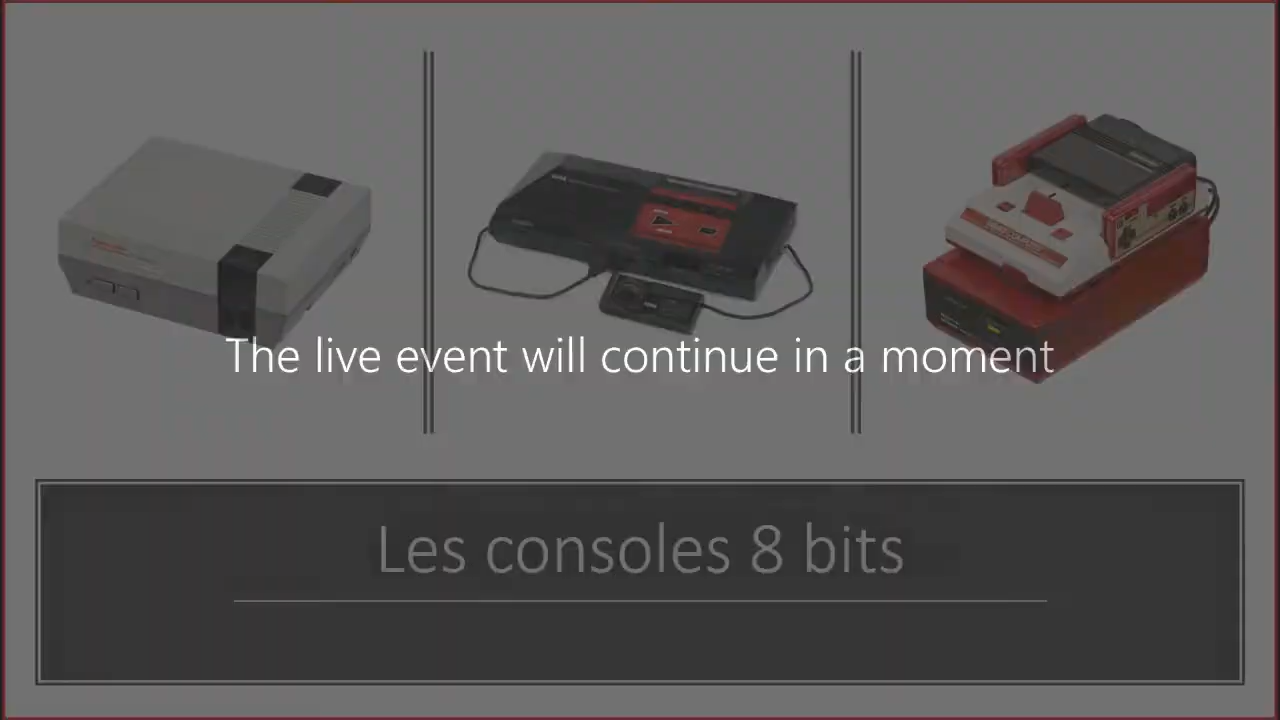 The live event will continue in a moment
Les consoles 8 bits